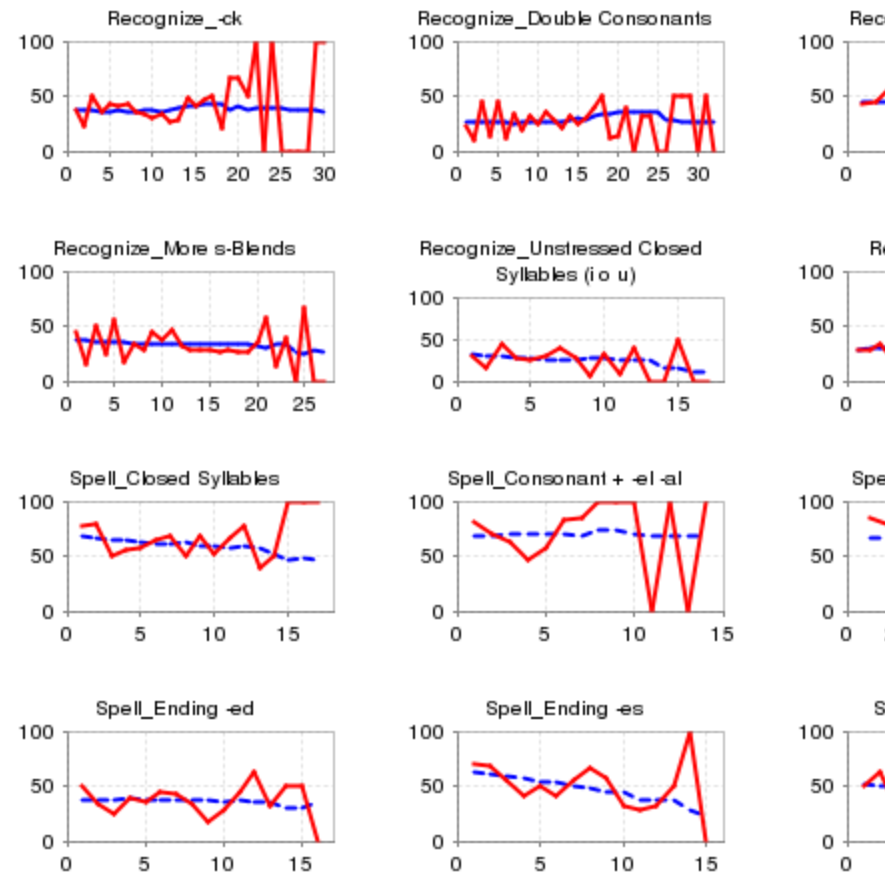 Recognize_-ck
Recognize_Double Consonants
Rec
100
50
0
0 5 10 15 20 25 30
100
50
0
0 5 10 15 20 25 30
100
50
0
0
Recognize_More s-Blends
Recognize_Unstressed Closed
Syllables (i o u)
R
100
50
0
0 5 10 15 20 25
100
50
0
0 5 10 15
100
50
0
0
Spell_Closed Syllables
Spell_Consonant + -el -al
Spe
100
50
0
0 5 10 15
100
50
0
0 5 10 15
100
50
0
0
Spell_Ending -ed
Spell_Ending -es
S
100
50
0
0 5 10 15
100
50
0
0 5 10 15
100
50
0
0